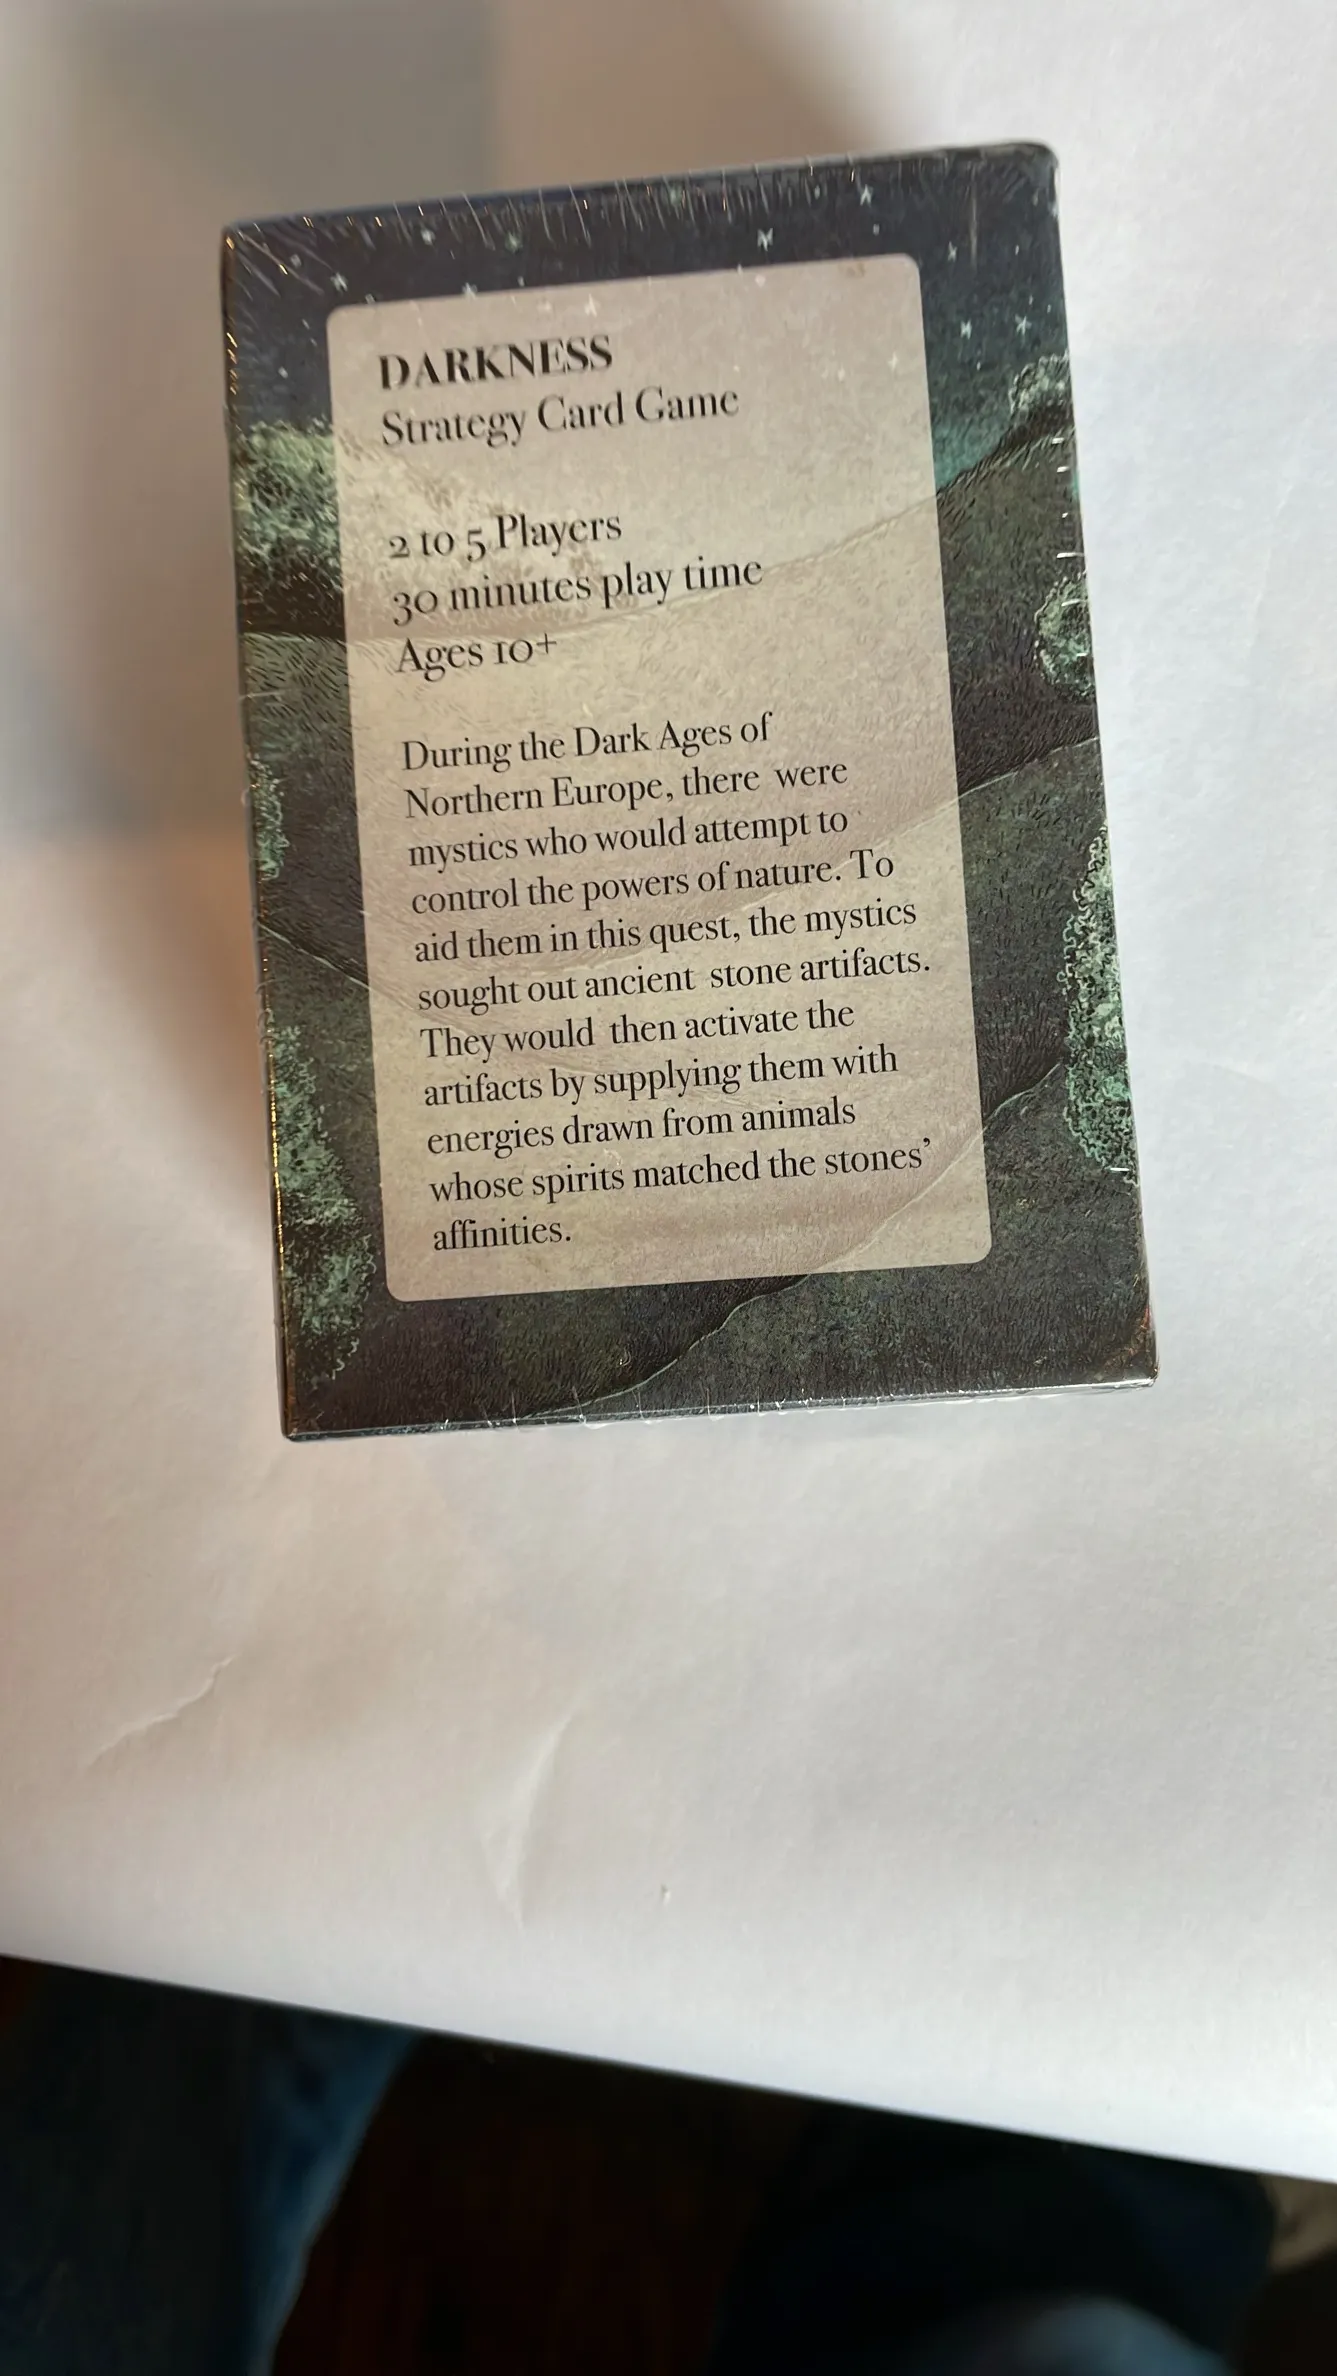 DARKNESS
Strategy Card Game
2 to 5 Players
30 minutes play time
Ages 10+
During the Dark Ages of
Northern Europe, there were
mystics who would attempt to
control the powers of nature. To
aid them in this quest, the mystics
sought out ancient stone artifacts.
They would then activate the
artifacts by supplying them with
energies drawn from animals
whose spirits matched the stones’
affinities.